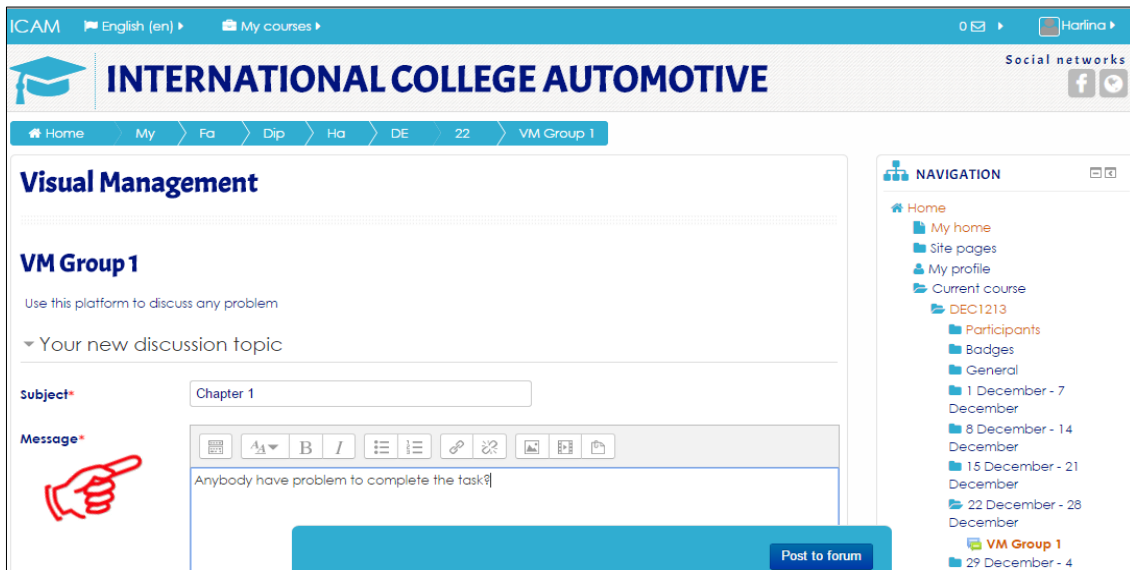 ICAM English (en) My courses 0 Harlina
INTERNATIONAL COLLEGE AUTOMOTIVE
Social networks
Home My Fa Dip Ha DE 22 VM Group 1
Visual Management
VM Group 1
Use this platform to discuss any problem
Your new discussion topic
Subject* Chapter 1
Message*
Anybody have problem to complete the task?
Post to forum
NAVIGATION
Home
My home
Site pages
My profile
Current course
DEC1213
Participants
Badges
General
1 December - 7
December
8 December - 14
December
15 December - 21
December
22 December - 28
December
VM Group 1
29 December - 4